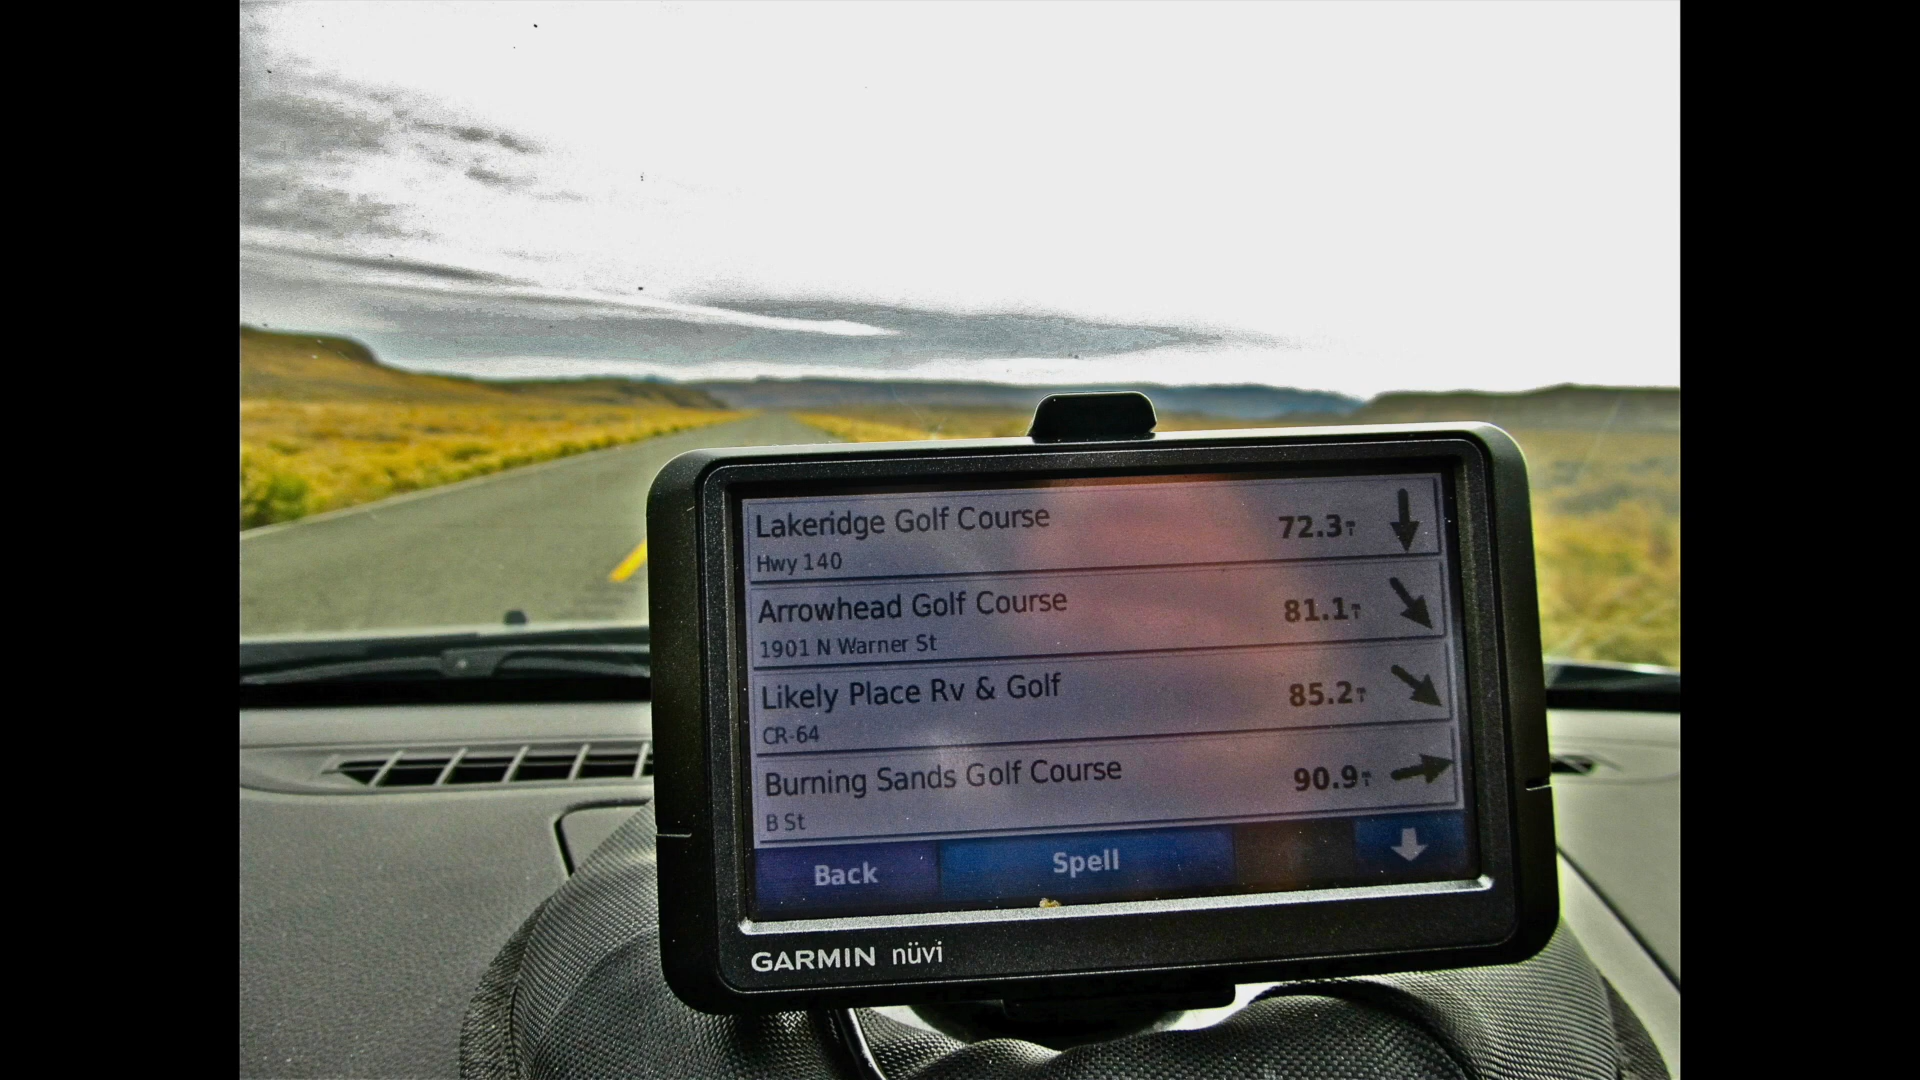 Lakeridge Golf Course
72.3
Hwy 140
Arrowhead Golf Course
81.1
1901 N Warner St
Likely Place Rv & Golf
85.2
CR-64
Burning Sands Golf Course
90.9
B St
Back
Spell
GARMIN nüvi